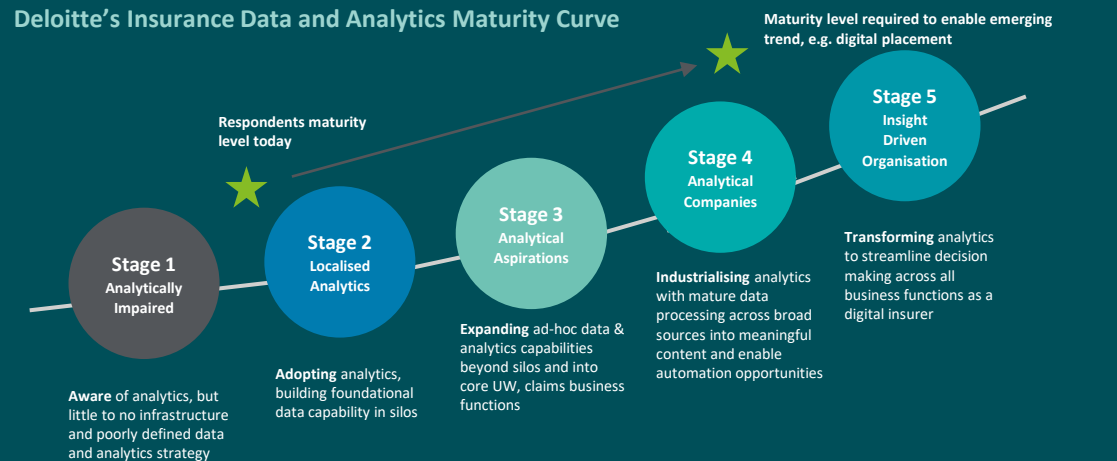 Deloitte's Insurance Data and Analytics Maturity Curve
Maturity level required to enable emerging
trend, e.g. digital placement
Respondents maturity
level today
Stage 1
Analytically
Impaired
Aware of analytics, but
little to no infrastructure
and poorly defined data
and analytics strategy
Stage 2
Localised
Analytics
Adopting analytics,
building foundational
data capability in silos
Stage 3
Analytical
Aspirations
Expanding ad-hoc data &
analytics capabilities
beyond silos and into
core UW, claims business
functions
Stage 4
Analytical
Companies
Industrialising analytics
with mature data
processing across broad
sources into meaningful
content and enable
automation opportunities
Stage 5
Insight
Driven
Organisation
Transforming analytics
to streamline decision
making across all
business functions as a
digital insurer